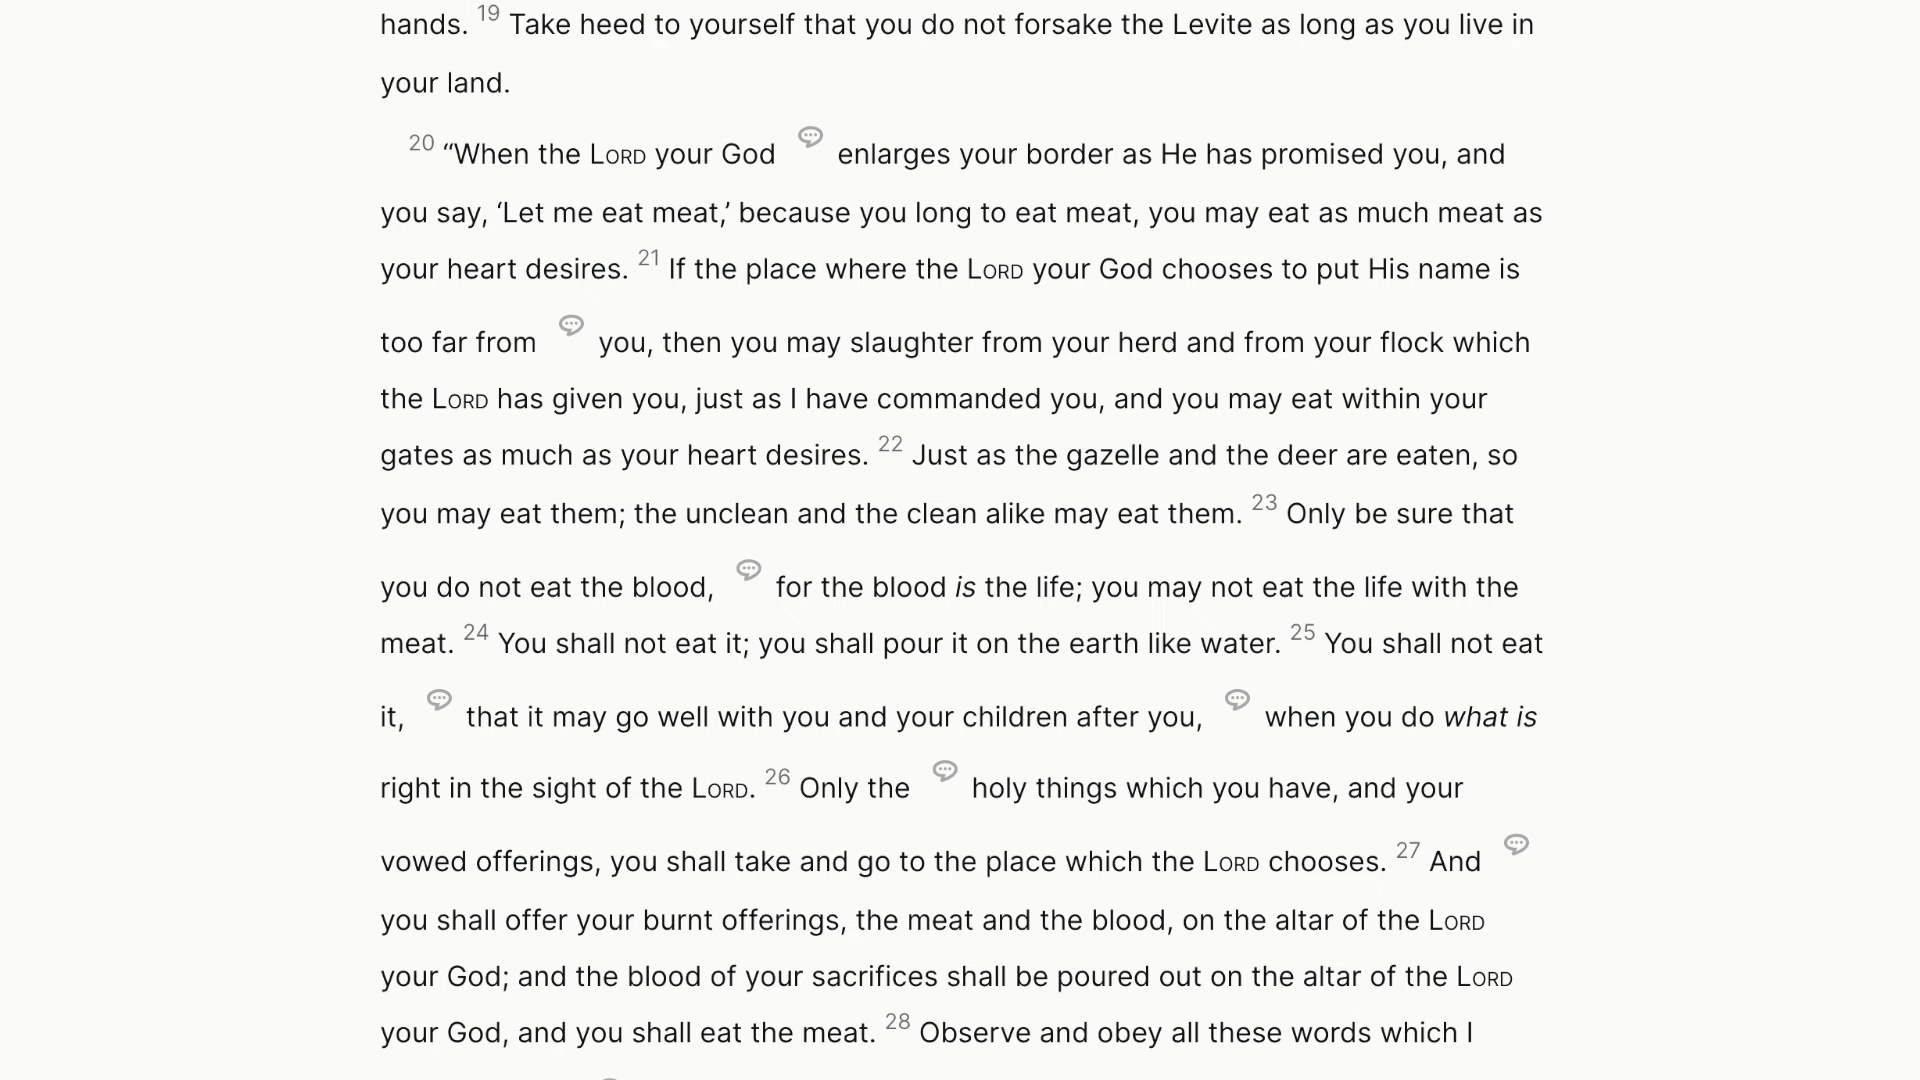 hands. 19 Take heed to yourself that you do not forsake the Levite as long as you live in
your land.
20 “When the LORD your God enlarges your border as He has promised you, and
you say, ‘Let me eat meat,’ because you long to eat meat, you may eat as much meat as
your heart desires. 21 If the place where the LORD your God chooses to put His name is
too far from you, then you may slaughter from your herd and from your flock which
the LORD has given you, just as I have commanded you, and you may eat within your
gates as much as your heart desires. 22 Just as the gazelle and the deer are eaten, so
you may eat them; the unclean and the clean alike may eat them. 23 Only be sure that
you do not eat the blood, for the blood is the life; you may not eat the life with the
meat. 24 You shall not eat it; you shall pour it on the earth like water. 25 You shall not eat
it, that it may go well with you and your children after you, when you do what is
right in the sight of the LORD. 26 Only the holy things which you have, and your
vowed offerings, you shall take and go to the place which the LORD chooses. 27 And
you shall offer your burnt offerings, the meat and the blood, on the altar of the LORD
your God; and the blood of your sacrifices shall be poured out on the altar of the LORD
your God, and you shall eat the meat. 28 Observe and obey all these words which I